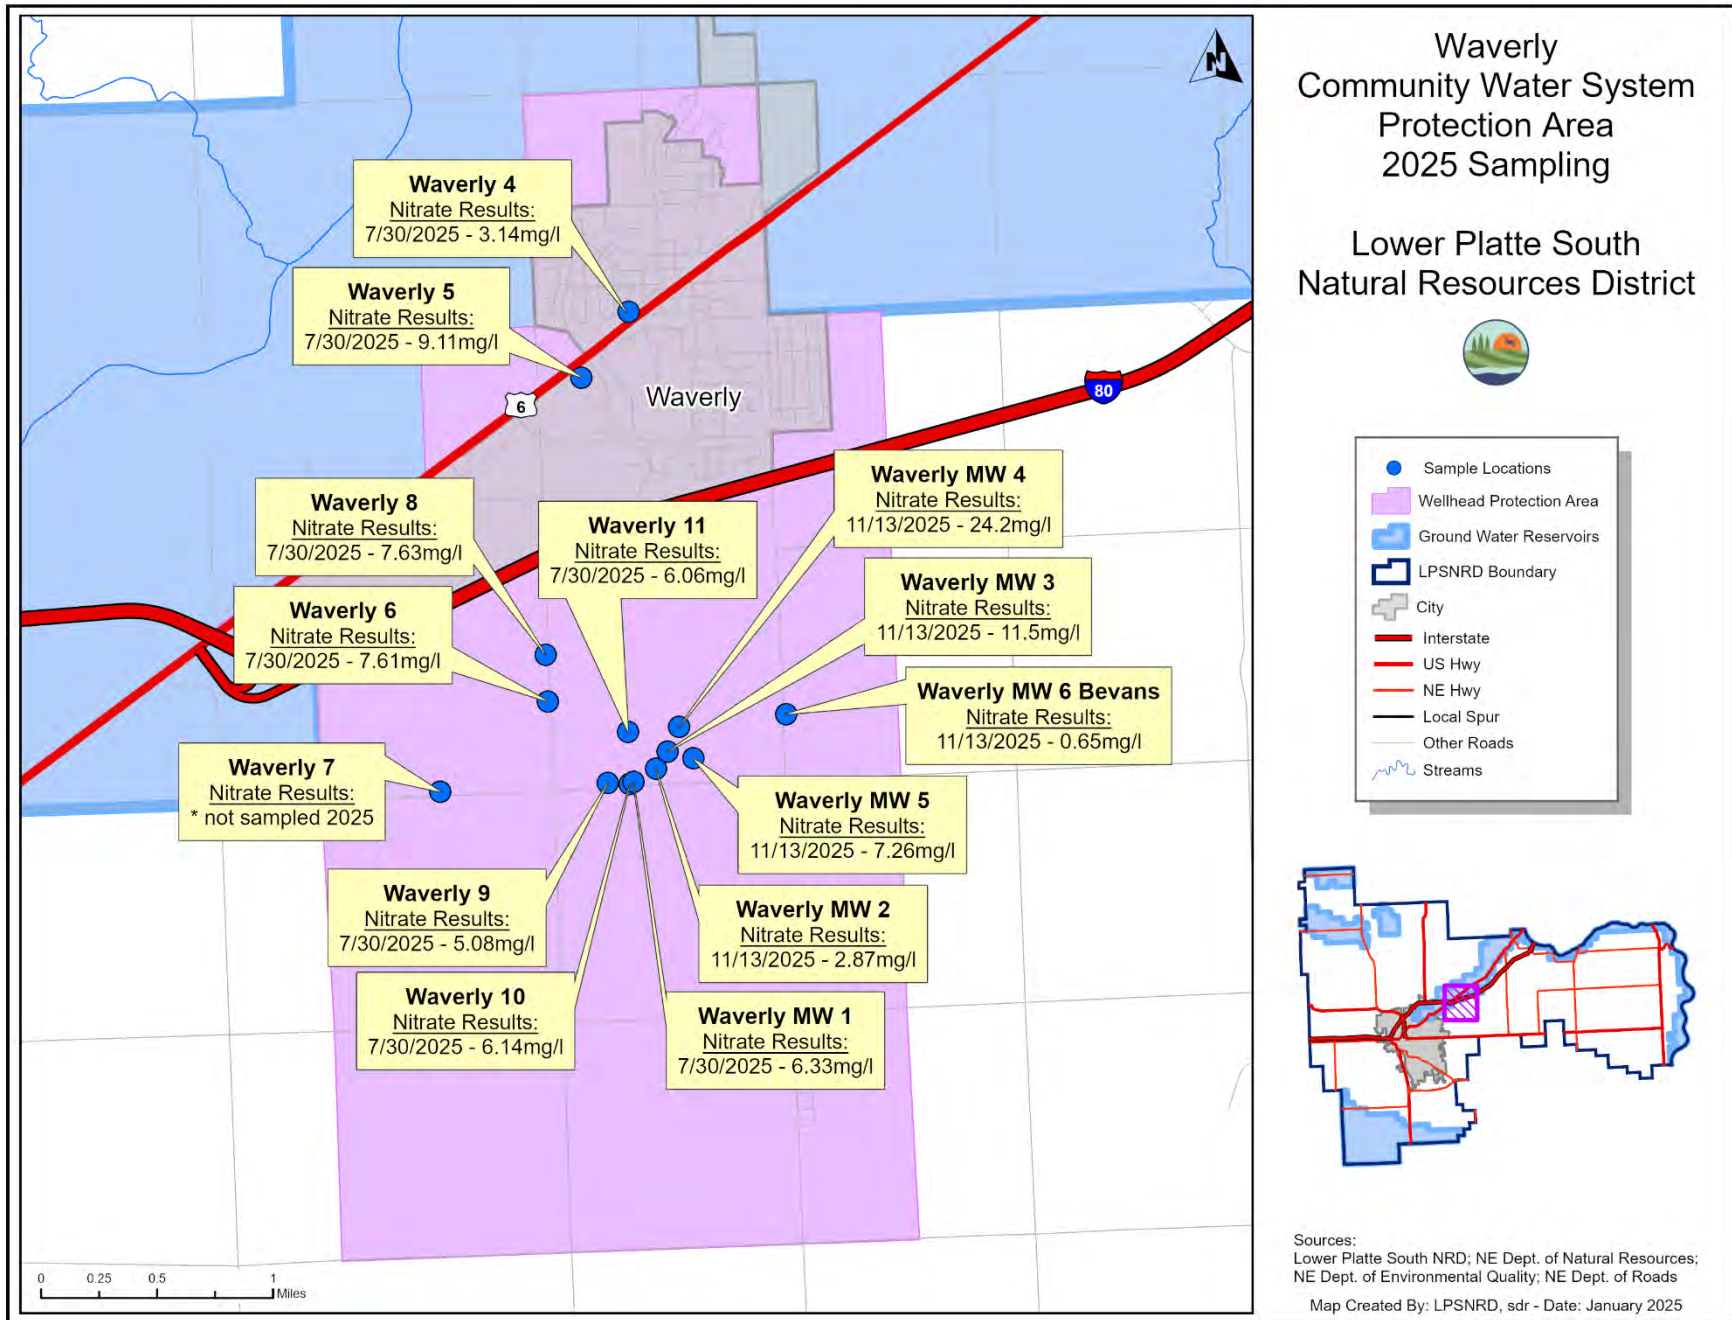 Waverly
Community Water System
Protection Area
2025 Sampling
Lower Platte South
Natural Resources District
N
Waverly 4
Nitrate Results:
7/30/2025 - 3.14mg/l
Waverly 5
Nitrate Results:
7/30/2025 - 9.11mg/l
6
Waverly
80
Waverly 8
Nitrate Results:
7/30/2025 - 7.63mg/l
Waverly 11
Nitrate Results:
7/30/2025 - 6.06mg/l
Waverly MW 4
Nitrate Results:
11/13/2025 - 24.2mg/l
Waverly MW 3
Nitrate Results:
11/13/2025 - 11.5mg/l
Waverly 6
Nitrate Results:
7/30/2025 - 7.61mg/l
Waverly MW 6 Bevans
Nitrate Results:
11/13/2025 - 0.65mg/l
Waverly 7
Nitrate Results:
* not sampled 2025
Waverly MW 5
Nitrate Results:
11/13/2025 - 7.26mg/l
Waverly 9
Nitrate Results:
7/30/2025 - 5.08mg/l
Waverly MW 2
Nitrate Results:
11/13/2025 - 2.87mg/l
Waverly 10
Nitrate Results:
7/30/2025 - 6.14mg/l
Waverly MW 1
Nitrate Results:
7/30/2025 - 6.33mg/l
0 0.25 0.5 1
Miles
Sample Locations
Wellhead Protection Area
Ground Water Reservoirs
LPSNRD Boundary
City
Interstate
US Hwy
NE Hwy
Local Spur
Other Roads
Streams
Sources:
Lower Platte South NRD; NE Dept. of Natural Resources;
NE Dept. of Environmental Quality; NE Dept. of Roads
Map Created By: LPSNRD, sdr - Date: January 2025